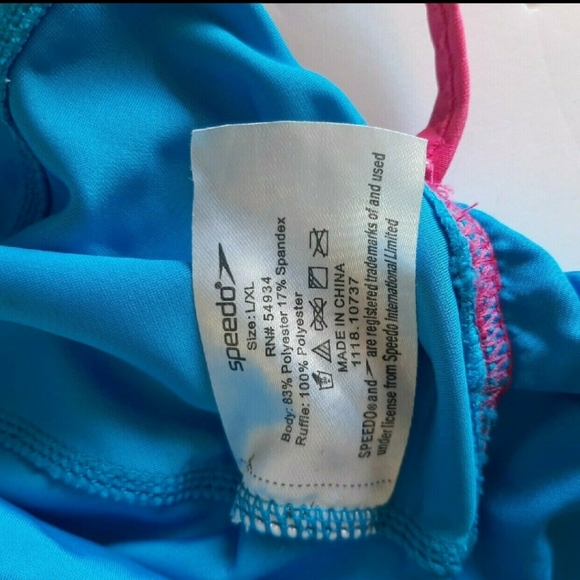 speedo®
Size: L/XL
RN# 54934
Body: 83% Polyester 17% Spandex
Ruffle: 100% Polyester
MADE IN CHINA
1118.10737
SPEEDO® and are registered trademarks of and used
under license from Speedo International Limited